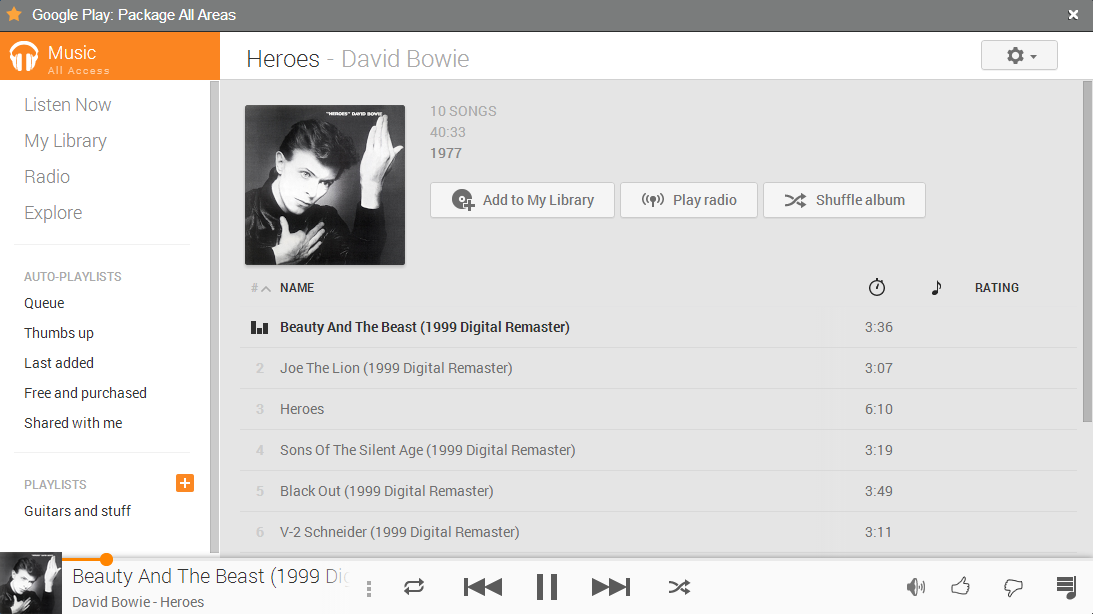 Google Play: Package All Areas
Music
All Access
Heroes - David Bowie
Listen Now
My Library
Radio
Explore
AUTO-PLAYLISTS
Queue
Thumbs up
Last added
Free and purchased
Shared with me
PLAYLISTS
Guitars and stuff
"HEROES" DAVID BOWIE
10 SONGS
40:33
1977
Add to My Library
Play radio
Shuffle album
# NAME RATING
Beauty And The Beast (1999 Digital Remaster) 3:36
2 Joe The Lion (1999 Digital Remaster) 3:07
3 Heroes 6:10
4 Sons Of The Silent Age (1999 Digital Remaster) 3:19
5 Black Out (1999 Digital Remaster) 3:49
6 V-2 Schneider (1999 Digital Remaster) 3:11
Beauty And The Beast (1999 Di
David Bowie - Heroes